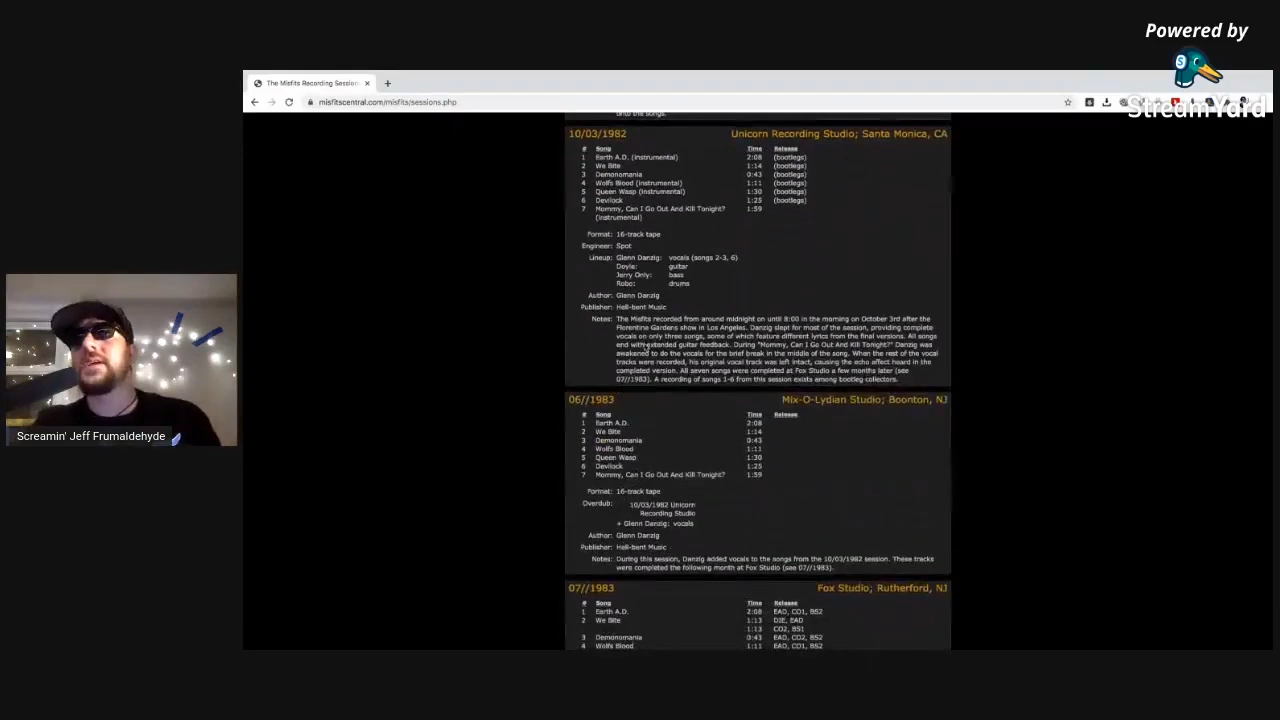 Powered by
StreamYard
The Misfits Recording Session
misfitscentral.com/misfits/sessions.php
onto the songs.
10/03/1982 Unicorn Recording Studio; Santa Monica, CA
# Song Time Release
1 Earth A.D. (Instrumental) 2:08 (bootlegs)
2 We Bite 1:14 (bootlegs)
3 Demonomania 0:43 (bootlegs)
4 Wolfs Blood (Instrumental) 1:11 (bootlegs)
5 Queen Wasp (Instrumental) 1:30 (bootlegs)
6 Devilock 1:25 (bootlegs)
7 Mommy, Can I Go Out And Kill Tonight? 1:59
(Instrumental)
Format: 16-track tape
Engineer: Spot
Lineup: Glenn Danzig: vocals (songs 2-3, 6)
Doyle: guitar
Jerry Only: bass
Robo: drums
Author: Glenn Danzig
Publisher: Hell-bent Music
Notes: The Misfits recorded from around midnight on until 8:00 in the morning on October 3rd after the
Florentine Gardens show in Los Angeles. Danzig slept for most of the session, providing complete
vocals on only three songs, some of which feature different lyrics from the final versions. All songs
end with extended guitar feedback. During "Mommy, Can I Go Out And Kill Tonight?" Danzig was
awakened to do the vocals for the brief break in the middle of the song. When the rest of the vocal
tracks were recorded, his original vocal track was left intact, causing the echo affect heard in the
completed version. All seven songs were completed at Fox Studio a few months later (see
07//1983). A recording of songs 1-6 from this session exists among bootleg collectors.
06//1983 Mix-O-Lydian Studio; Boonton, NJ
# Song Time Release
1 Earth A.D. 2:08
2 We Bite 1:14
3 Demonomania 0:43
4 Wolfs Blood 1:11
5 Queen Wasp 1:30
6 Devilock 1:25
7 Mommy, Can I Go Out And Kill Tonight? 1:59
Format: 16-track tape
Overdub: 10/03/1982 Unicorn
Recording Studio
+ Glenn Danzig: vocals
Author: Glenn Danzig
Publisher: Hell-bent Music
Notes: During this session, Danzig added vocals to the songs from the 10/03/1982 session. These tracks
were completed the following month at Fox Studio (see 07//1983).
07//1983 Fox Studio; Rutherford, NJ
# Song Time Release
1 Earth A.D. 2:08 EAD, CO1, BS2
2 We Bite 1:13 DIE, EAD
1:13 CO2, BS1
3 Demonomania 0:43 EAD, CO2, BS2
4 Wolfs Blood 1:11 EAD, CO1, BS2
Screamin' Jeff Frumaldehyde